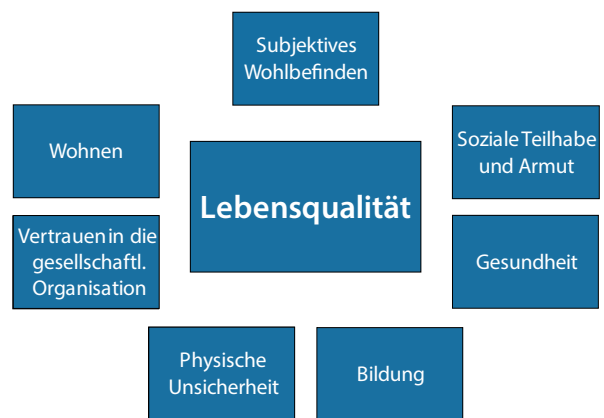 Subjektives
Wohlbefinden
Wohnen
Soziale Teilhabe
und Armut
Lebensqualität
Vertrauen in die
gesellschaftl.
Organisation
Gesundheit
Physische
Unsicherheit
Bildung